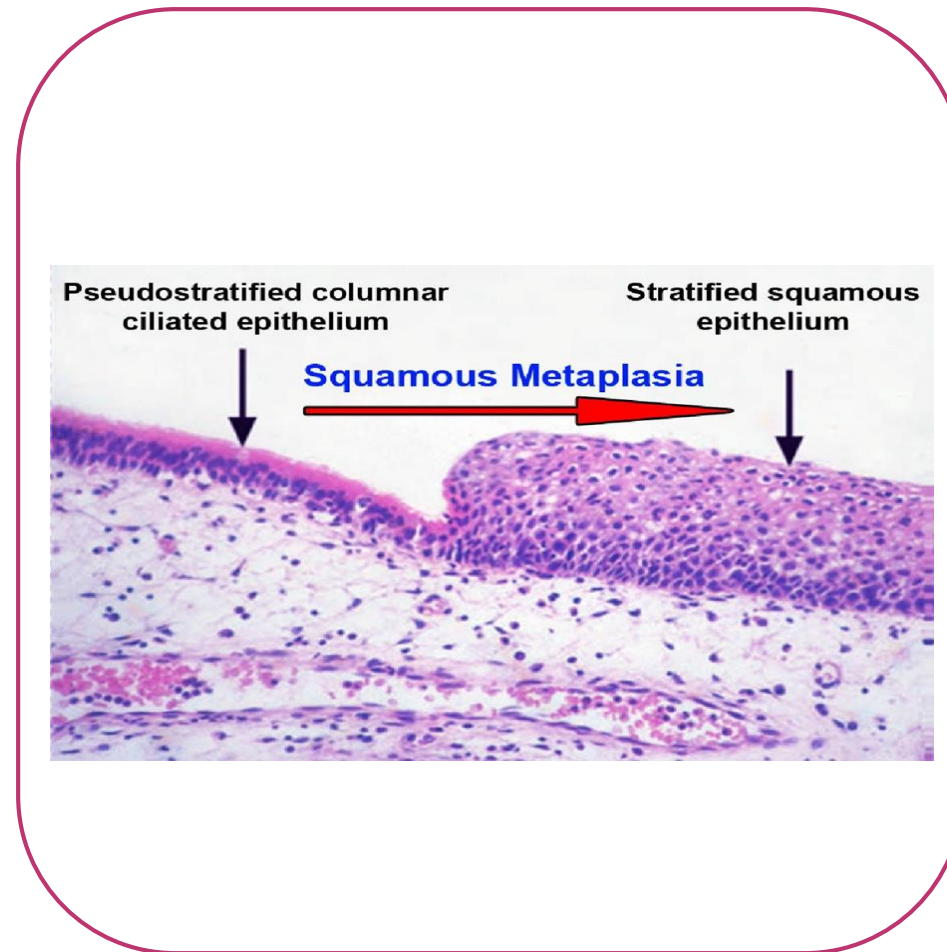 Pseudostratified columnar
ciliated epithelium
Stratified squamous
epithelium
Squamous Metaplasia